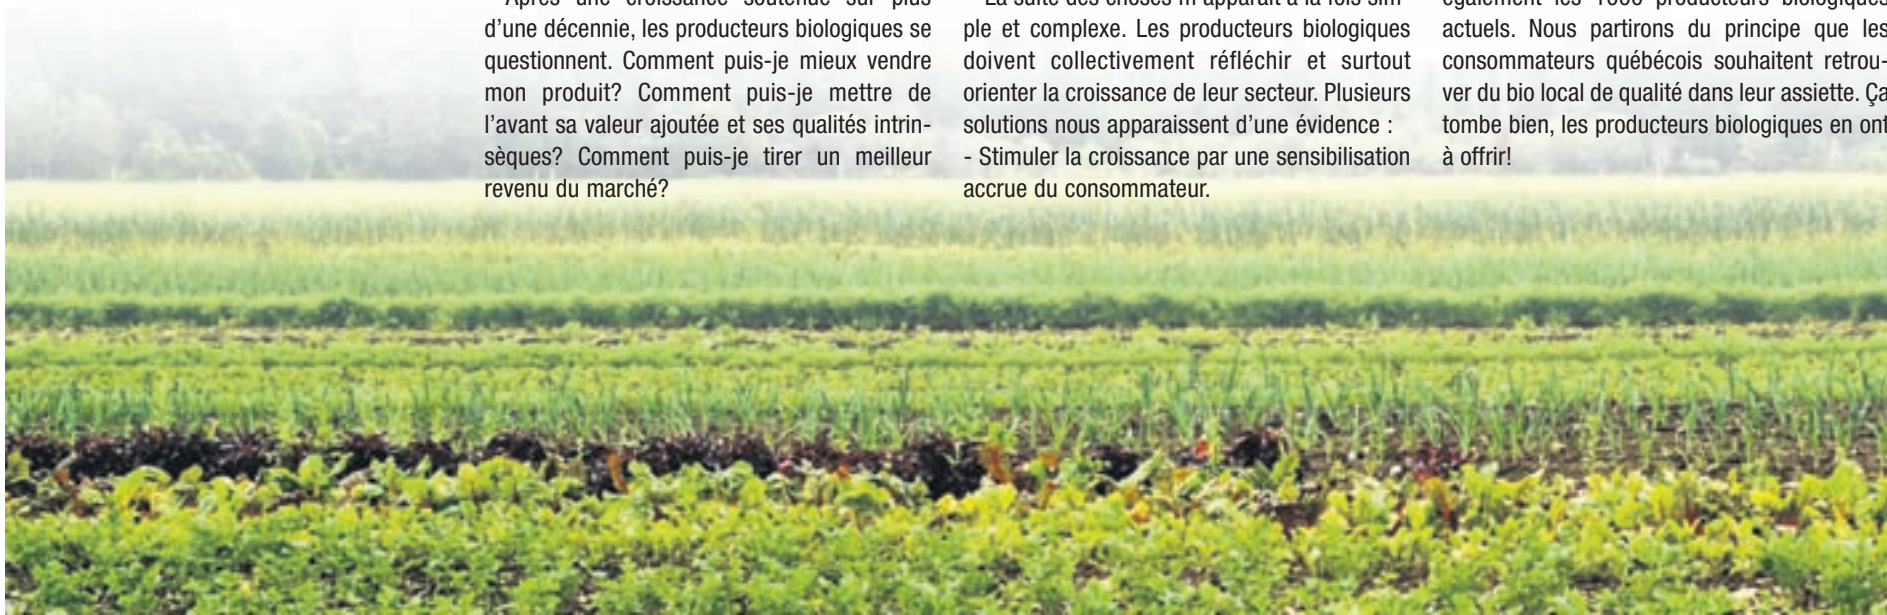 Après une croissance soutenue sur plus
d'une décennie, les producteurs biologiques se
questionnent. Comment puis-je mieux vendre
mon produit? Comment puis-je mettre de
l'avant sa valeur ajoutée et ses qualités intrin-
sèques? Comment puis-je tirer un meilleur
revenu du marché?
La suite des choses m'apparaît à la fois sim-
ple et complexe. Les producteurs biologiques
doivent collectivement réfléchir et surtout
orienter la croissance de leur secteur. Plusieurs
solutions nous apparaissent d'une évidence :
- Stimuler la croissance par une sensibilisation
accrue du consommateur.
également les 1000 producteurs biologiques
actuels. Nous partirons du principe que les
consommateurs québécois souhaitent retrou-
ver du bio local de qualité dans leur assiette. Ça
tombe bien, les producteurs biologiques en ont
à offrir!